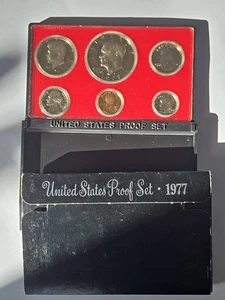 UNITED STATES PROOF SET
United States Proof Set • 1977